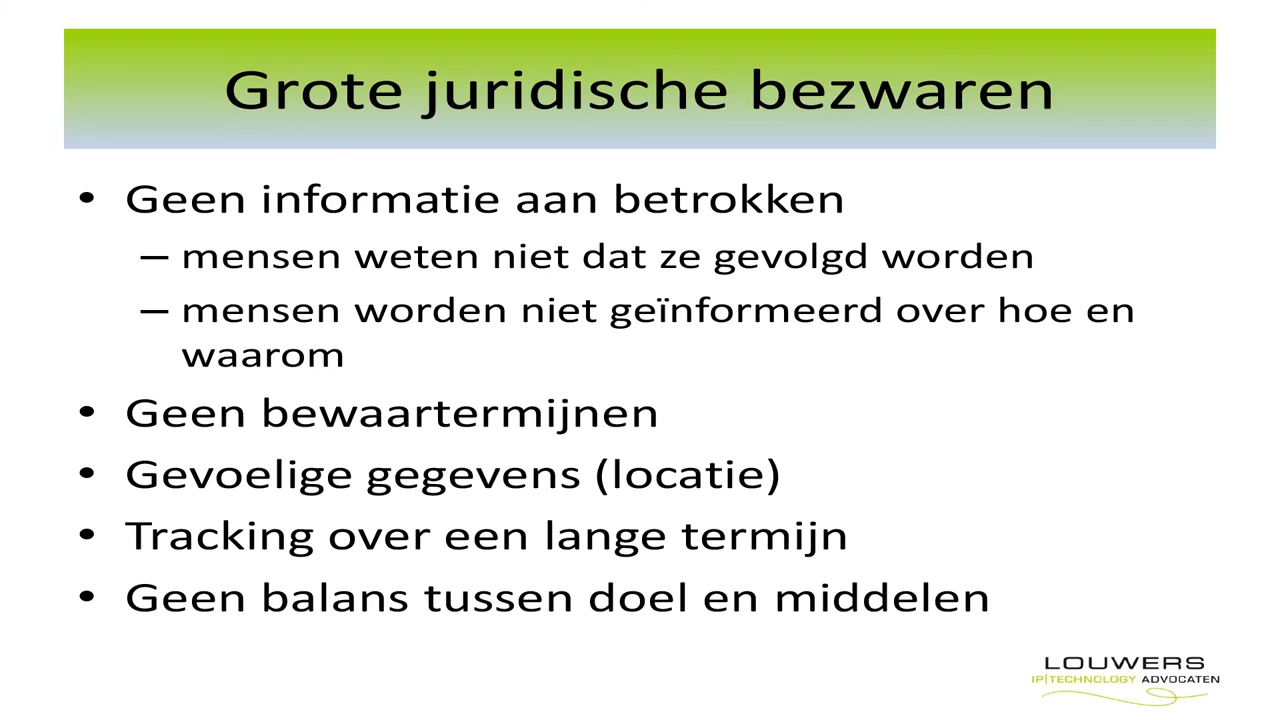 Grote juridische bezwaren
• Geen informatie aan betrokken
– mensen weten niet dat ze gevolgd worden
– mensen worden niet geïnformeerd over hoe en
waarom
• Geen bewaartermijnen
• Gevoelige gegevens (locatie)
• Tracking over een lange termijn
• Geen balans tussen doel en middelen
LOUWERS
IP|TECHNOLOGY ADVOCATEN